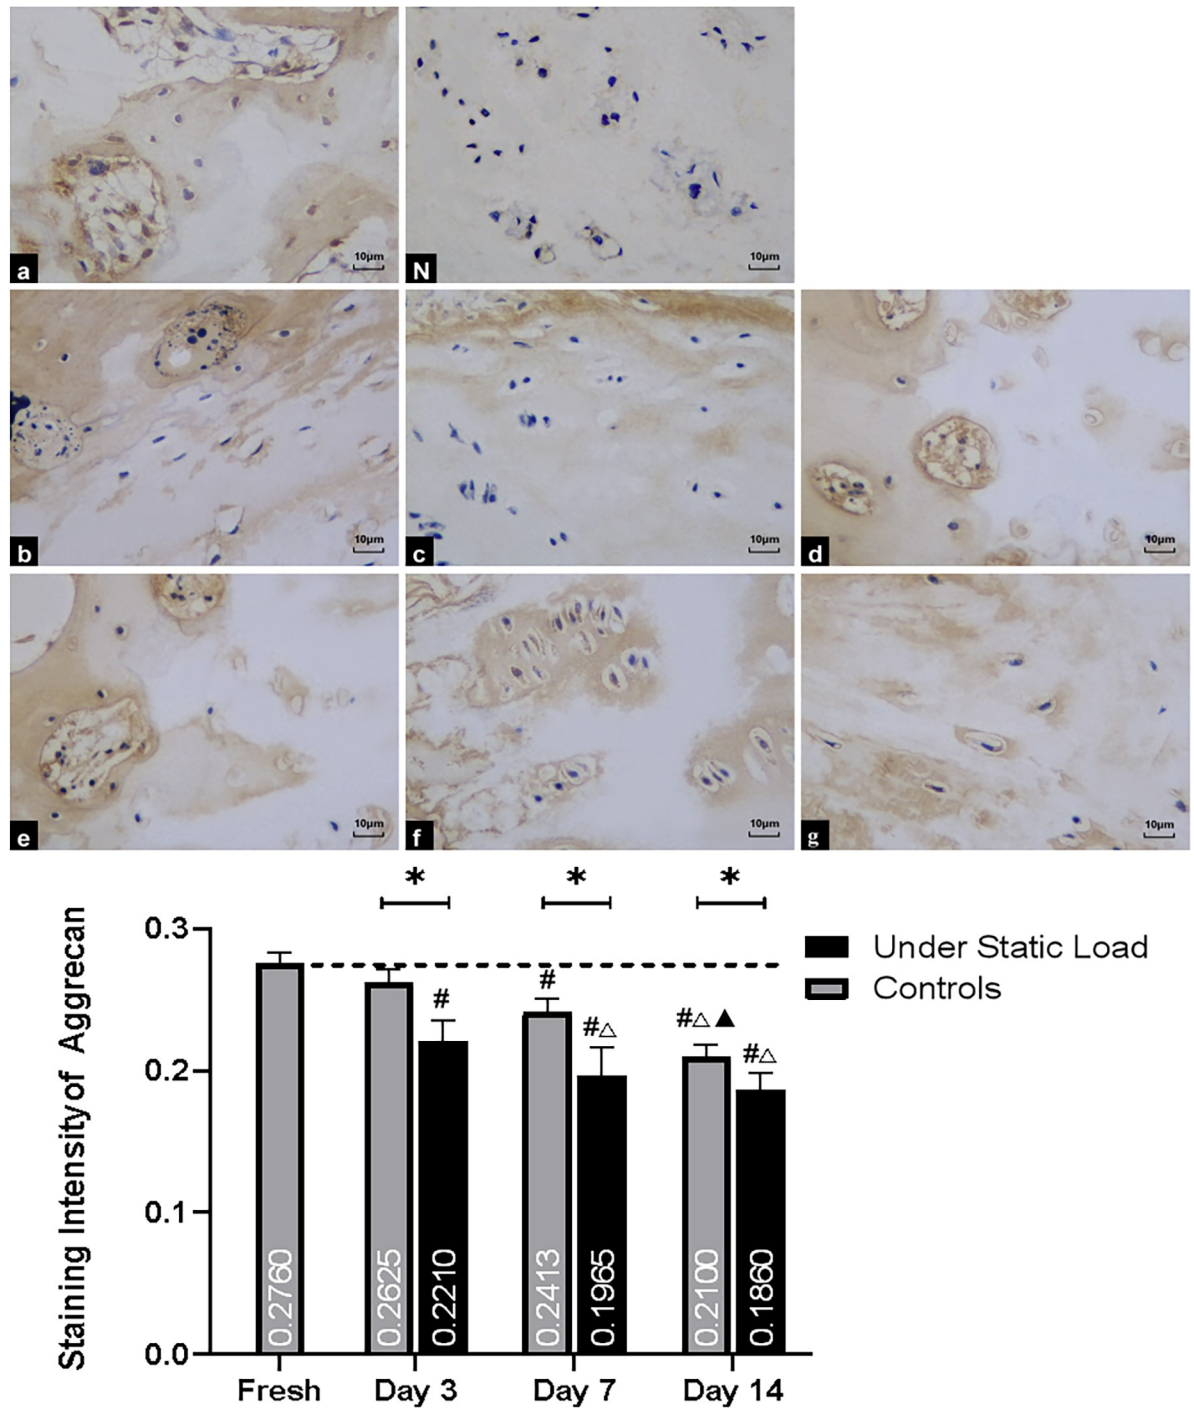 a 10μm
N 10μm
b 10μm
c 10μm
d 10μm
e 10μm
f 10μm
g 10μm
* * *
Staining Intensity of Aggrecan
0.3
0.2
0.1
0.0
# # #△ #△▲ #△
Under Static Load
Controls
0.2760 0.2625 0.2210 0.2413 0.1965 0.2100 0.1860
Fresh Day 3 Day 7 Day 14